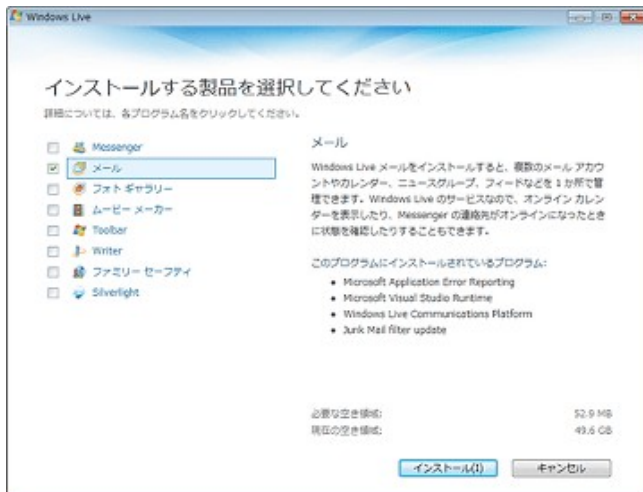 Windows Live
インストールする製品を選択してください
詳細については、各プログラム名をクリックしてください。
Messenger
メール
フォト ギャラリー
ムービー メーカー
Toolbar
Writer
ファミリー セーフティ
Silverlight
メール
Windows Live メールをインストールすると、複数のメール アカウ
ントやカレンダー、ニュースグループ、フィードなどを 1 か所で管
理できます。Windows Live のサービスなので、オンライン カレン
ダーを表示したり、Messenger の連絡先がオンラインになったとき
に状態を確認したりすることもできます。
このプログラムにインストールされているプログラム:
• Microsoft Application Error Reporting
• Microsoft Visual Studio Runtime
• Windows Live Communications Platform
• Junk Mail filter update
必要な空き領域: 52.9 MB
現在の空き領域: 49.6 GB
インストール(I) キャンセル